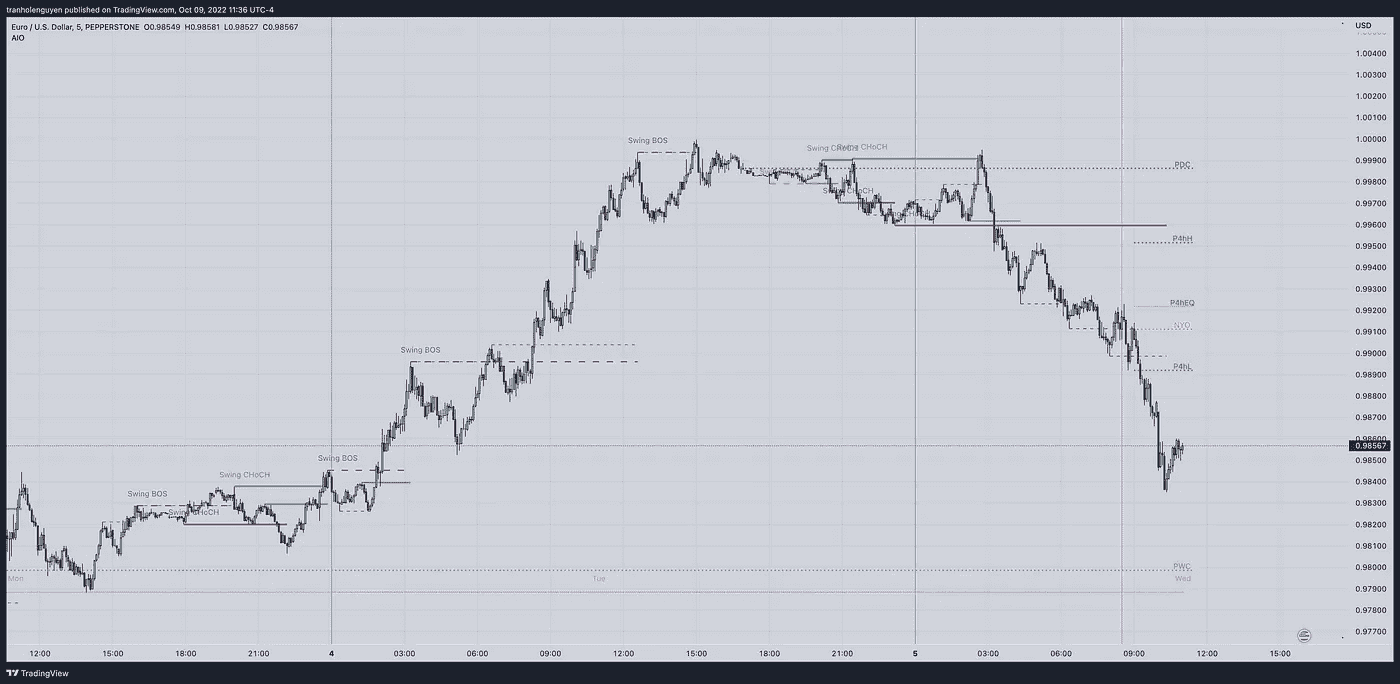 tranholenguyen published on TradingView.com, Oct 09, 2022 11:36 UTC-4
Euro / U.S. Dollar, 5, PEPPERSTONE O0.98549 H0.98581 L0.98527 C0.98567
AIO
USD
1.00400
1.00300
1.00200
1.00100
1.00000
0.99900
0.99800
0.99700
0.99600
0.99500
0.99400
0.99300
0.99200
0.99100
0.99000
0.98900
0.98800
0.98700
0.98600
0.98567
0.98500
0.98400
0.98300
0.98200
0.98100
0.98000
0.97900
0.97800
0.97700
Swing BOS
Swing CHoCH
Swing CHoCH
PDC
Swing CHoCH
P4hH
P4hEQ
NYO
Swing BOS
P4hL
Swing BOS
Swing CHoCH
Swing BOS
Swing CHoCH
PWC
Mon
Tue
Wed
12:00 15:00 18:00 21:00 4 03:00 06:00 09:00 12:00 15:00 18:00 21:00 5 03:00 06:00 09:00 12:00 15:00
TradingView